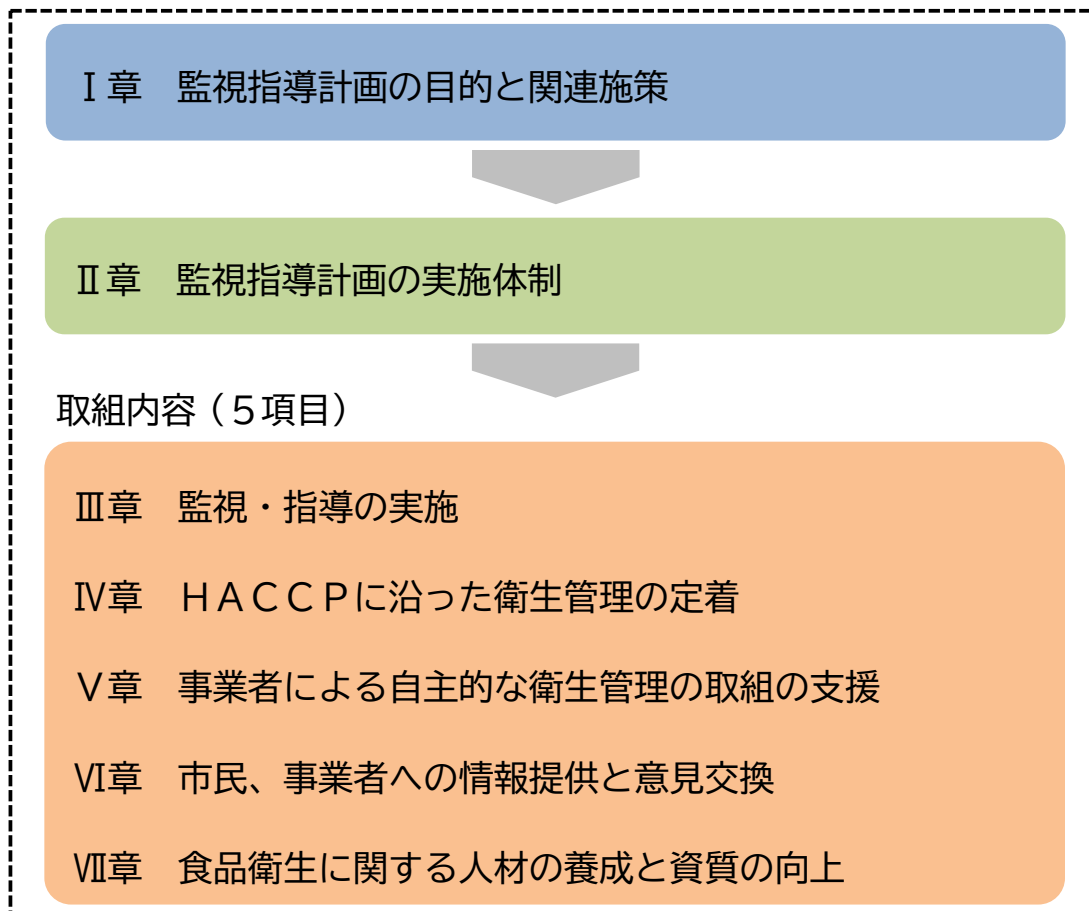 Ⅰ章　監視指導計画の目的と関連施策
Ⅱ章　監視指導計画の実施体制
取組内容（５項目）
Ⅲ章　監視・指導の実施
Ⅳ章　ＨＡＣＣＰに沿った衛生管理の定着
Ⅴ章　事業者による自主的な衛生管理の取組の支援
Ⅵ章　市民、事業者への情報提供と意見交換
Ⅶ章　食品衛生に関する人材の養成と資質の向上